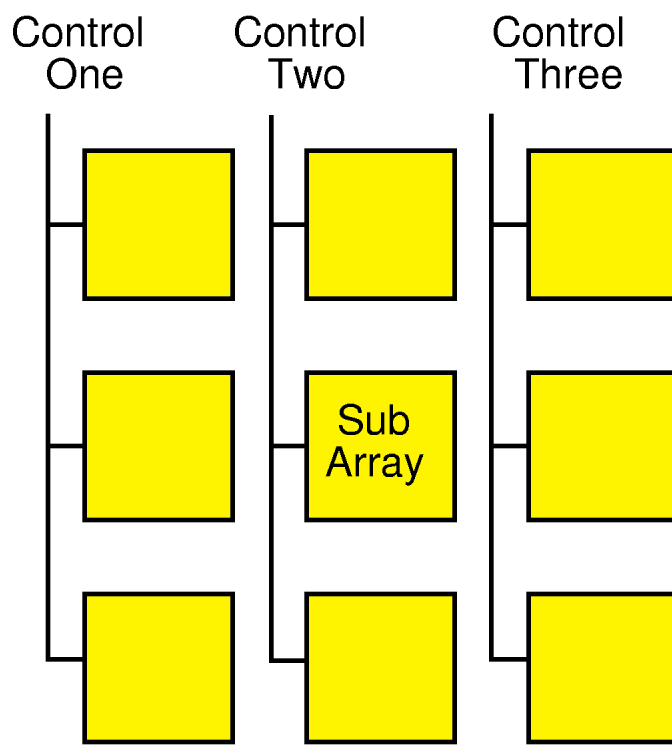 Control
One
Control
Two
Control
Three
Sub
Array